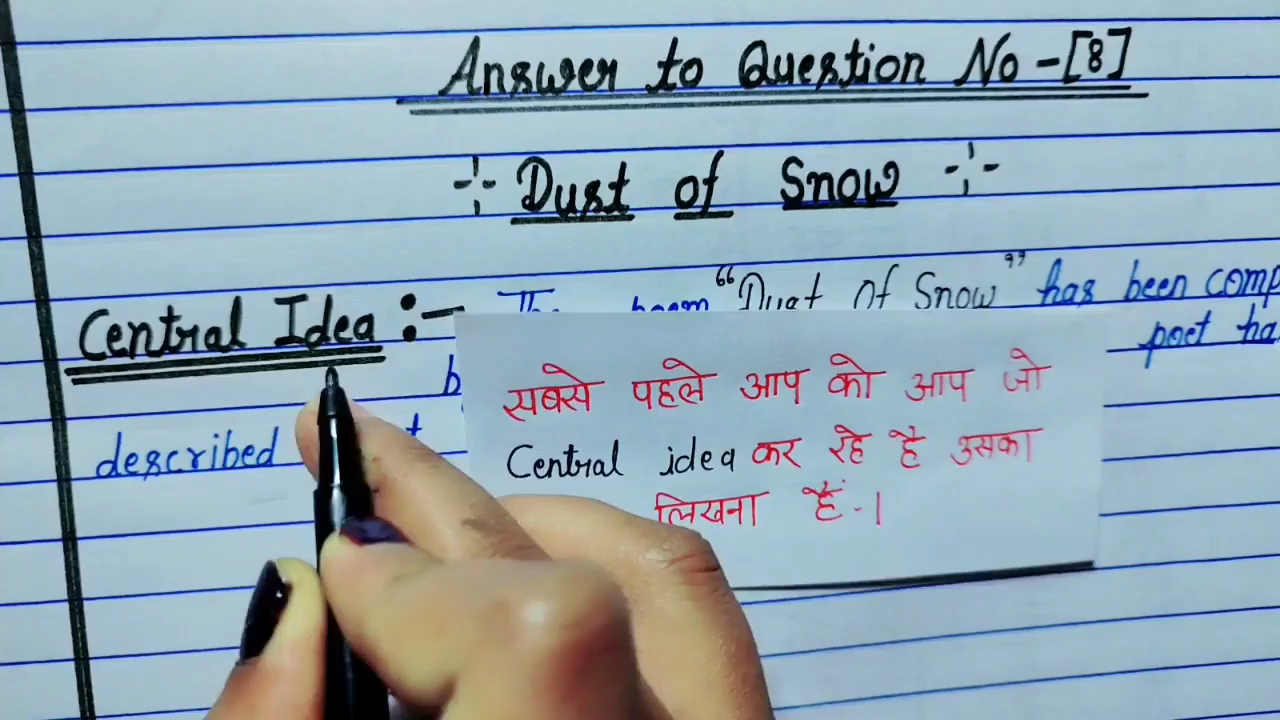 Answer to Question No - [8]
Dust of Snow
Central Idea :- The poem "Dust of Snow" has been comp
poet ha
described
सबसे पहले आप को आप जो
Central idea कर रहे है उसका
लिखना हैं.।